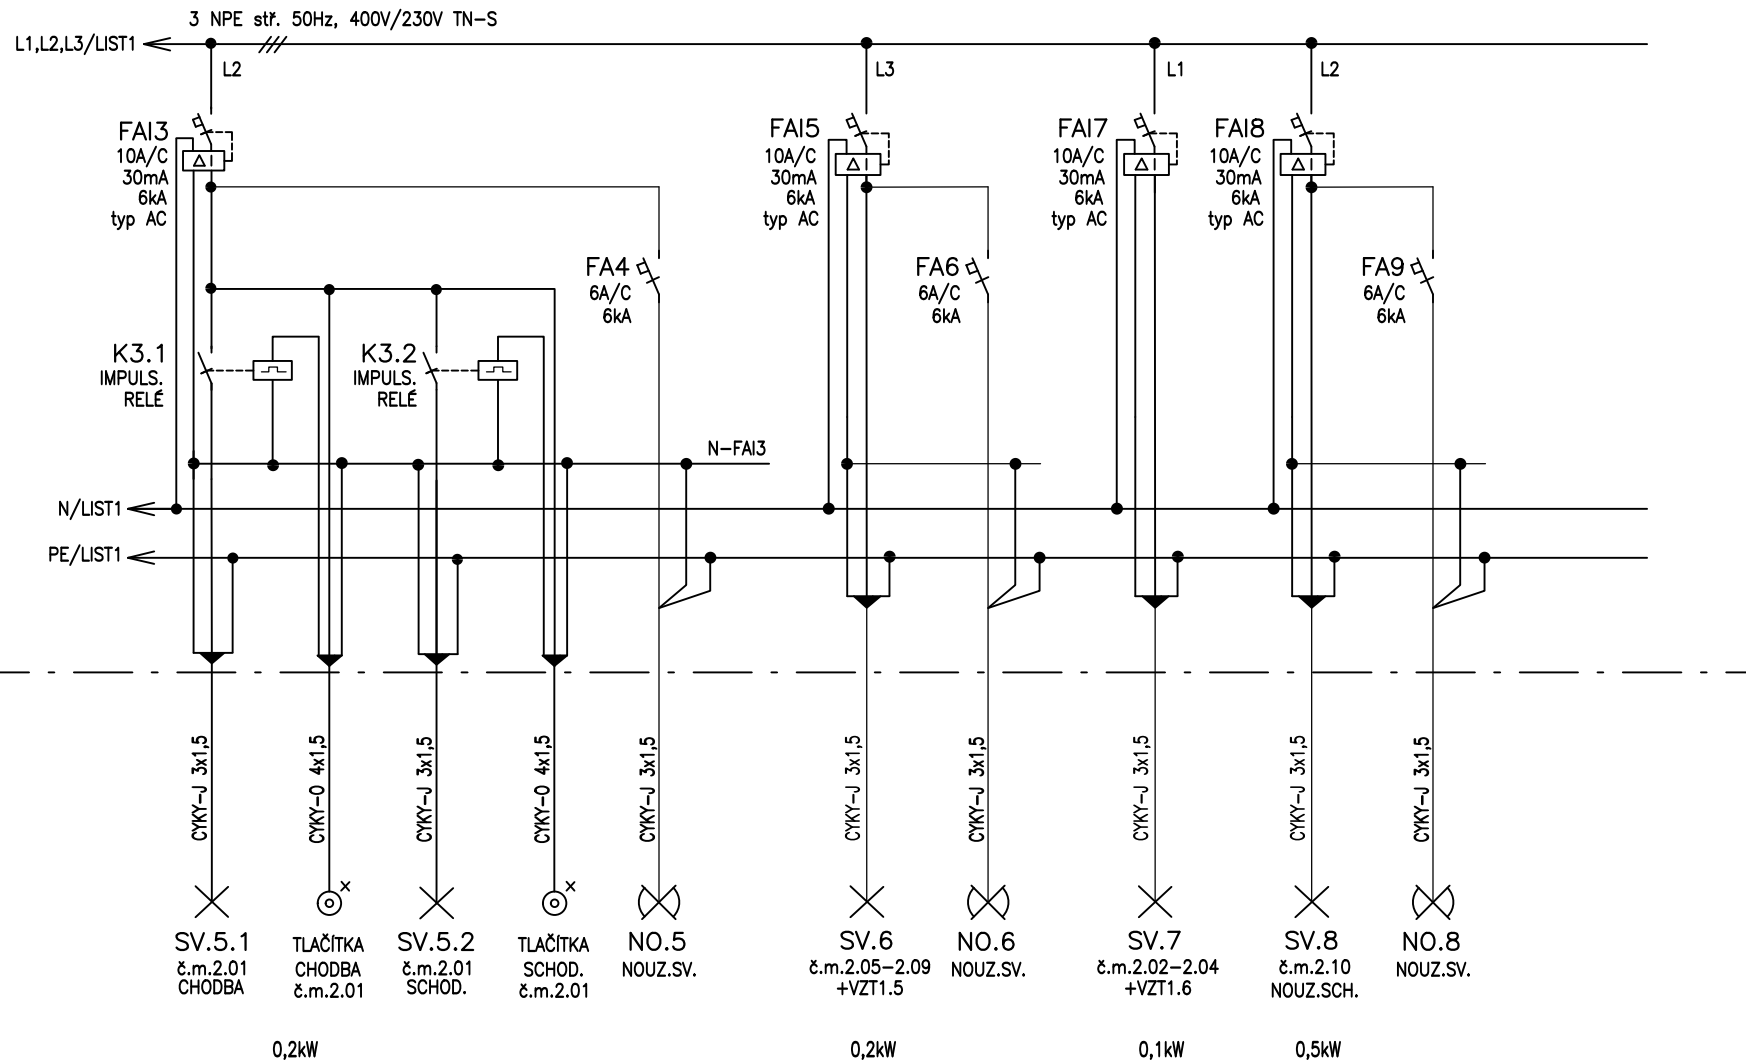 3 NPE stř. 50Hz, 400V/230V TN-S
L1,L2,L3/LIST1
L2
L3
L1
L2
FAI3
10A/C
30mA
6kA
typ AC
FAI5
10A/C
30mA
6kA
typ AC
FAI7
10A/C
30mA
6kA
typ AC
FAI8
10A/C
30mA
6kA
typ AC
FA4
6A/C
6kA
FA6
6A/C
6kA
FA9
6A/C
6kA
K3.1
IMPULS.
RELÉ
K3.2
IMPULS.
RELÉ
N-FAI3
N/LIST1
PE/LIST1
CYKY-J 3x1,5
CYKY-O 4x1,5
CYKY-J 3x1,5
CYKY-O 4x1,5
CYKY-J 3x1,5
CYKY-J 3x1,5
CYKY-J 3x1,5
CYKY-J 3x1,5
CYKY-J 3x1,5
CYKY-J 3x1,5
x
x
SV.5.1
č.m.2.01
CHODBA
TLAČÍTKA
CHODBA
č.m.2.01
SV.5.2
č.m.2.01
SCHOD.
TLAČÍTKA
SCHOD.
č.m.2.01
NO.5
NOUZ.SV.
SV.6
č.m.2.05-2.09
+VZT1.5
NO.6
NOUZ.SV.
SV.7
č.m.2.02-2.04
+VZT1.6
SV.8
č.m.2.10
NOUZ.SCH.
NO.8
NOUZ.SV.
0,2kW
0,2kW
0,1kW
0,5kW